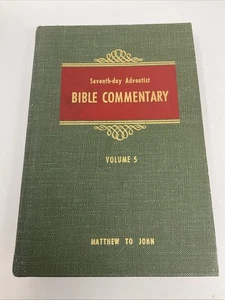 Seventh-day Adventist
BIBLE COMMENTARY
VOLUME 5
MATTHEW TO JOHN